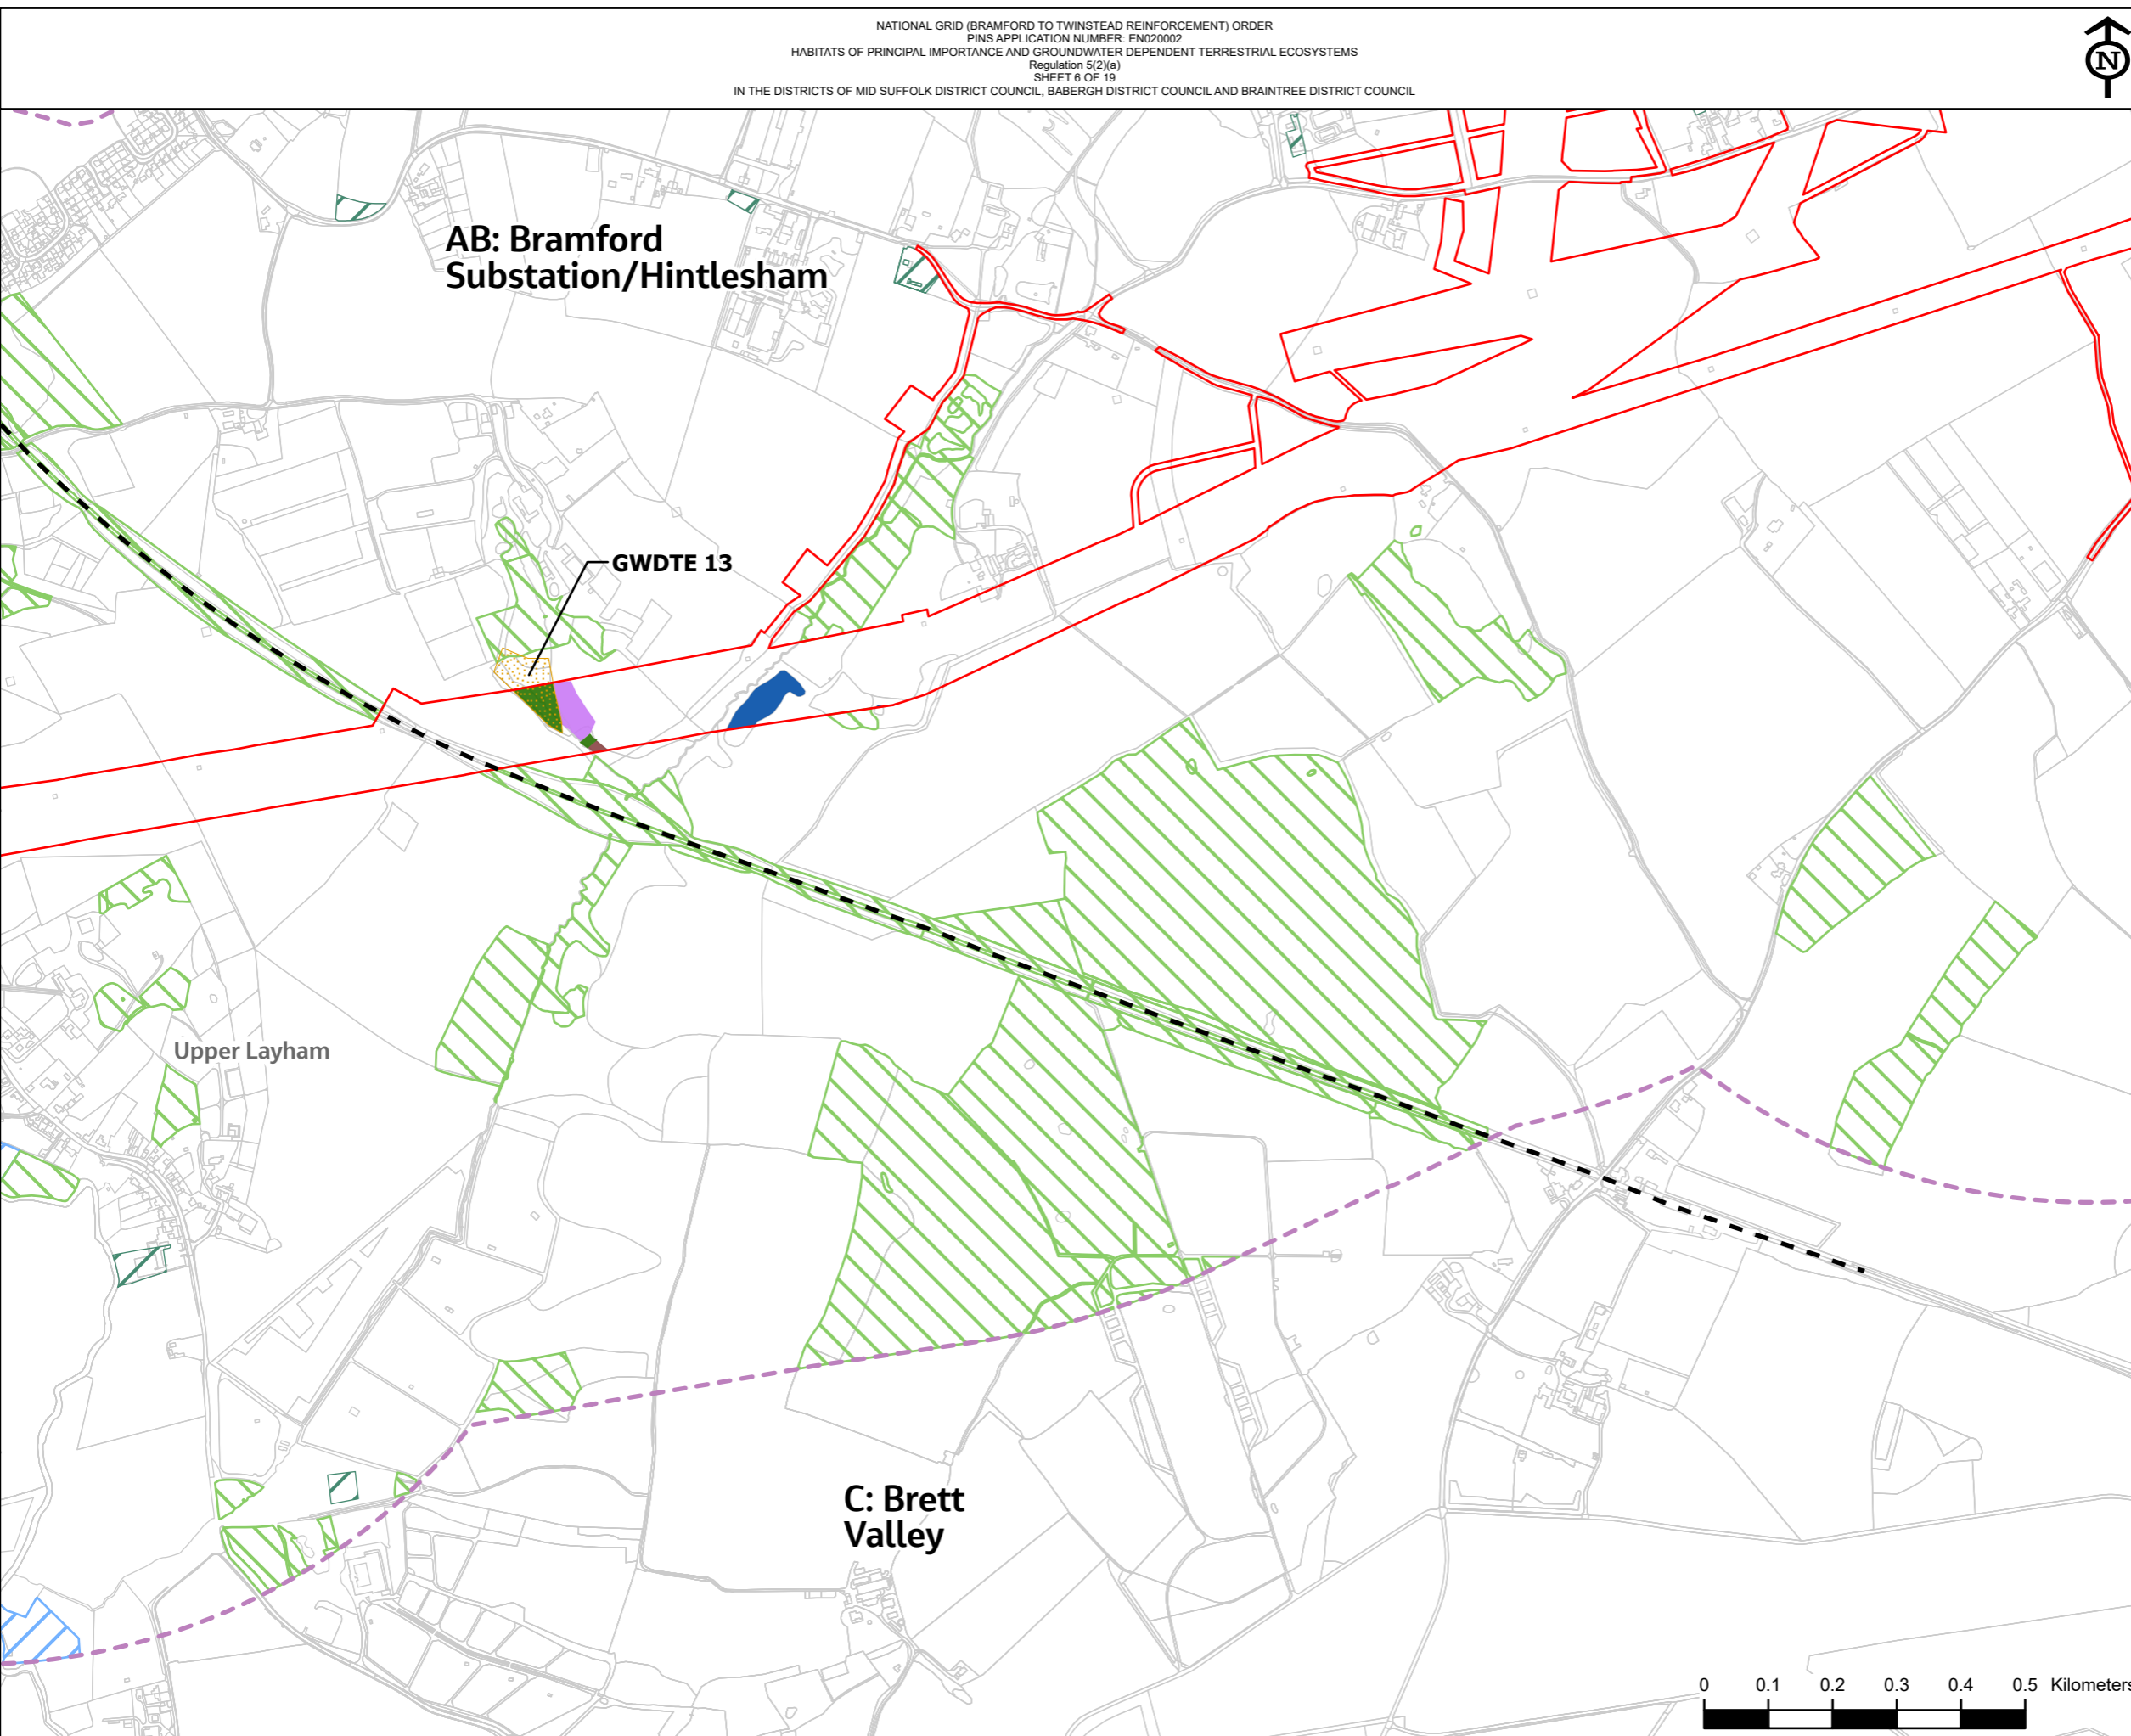 NATIONAL GRID (BRAMFORD TO TWINSTEAD REINFORCEMENT) ORDER
PINS APPLICATION NUMBER: EN020002
HABITATS OF PRINCIPAL IMPORTANCE AND GROUNDWATER DEPENDENT TERRESTRIAL ECOSYSTEMS
Regulation 5(2)(a)
SHEET 6 OF 19
IN THE DISTRICTS OF MID SUFFOLK DISTRICT COUNCIL, BABERGH DISTRICT COUNCIL AND BRAINTREE DISTRICT COUNCIL
N
AB: Bramford
Substation/Hintlesham
GWDTE 13
Upper Layham
C: Brett
Valley
0 0.1 0.2 0.3 0.4 0.5 Kilometers